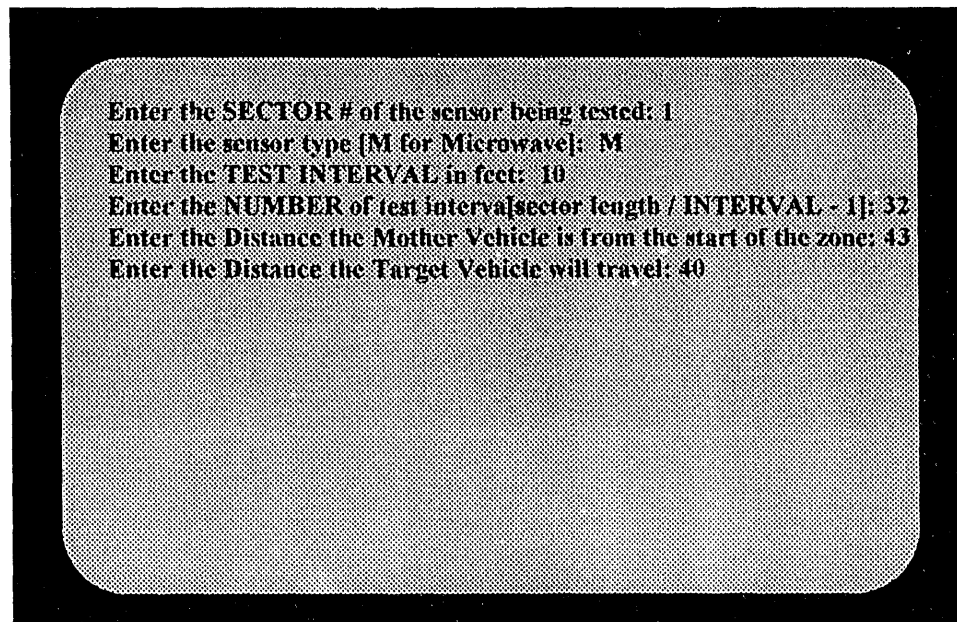 Enter the SECTOR # of the sensor being tested: 1
Enter the sensor type [M for Microwave]: M
Enter the TEST INTERVAL in feet: 10
Enter the NUMBER of test interva[sector length / INTERVAL - 1]: 32
Enter the Distance the Mother Vehicle is from the start of the zone: 43
Enter the Distance the Target Vehicle will travel: 40